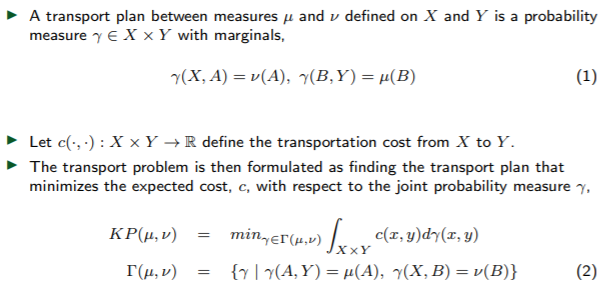 ▶ A transport plan between measures μ and ν defined on X and Y is a probability
measure γ ∈ X × Y with marginals,
γ(X, A) = ν(A), γ(B, Y) = μ(B) (1)
▶ Let c(·, ·) : X × Y → ℝ define the transportation cost from X to Y.
▶ The transport problem is then formulated as finding the transport plan that
minimizes the expected cost, c, with respect to the joint probability measure γ,
KP(μ, ν) = min_{γ∈Γ(μ,ν)} ∫_{X×Y} c(x, y)dγ(x, y)
Γ(μ, ν) = {γ | γ(A, Y) = μ(A), γ(X, B) = ν(B)} (2)